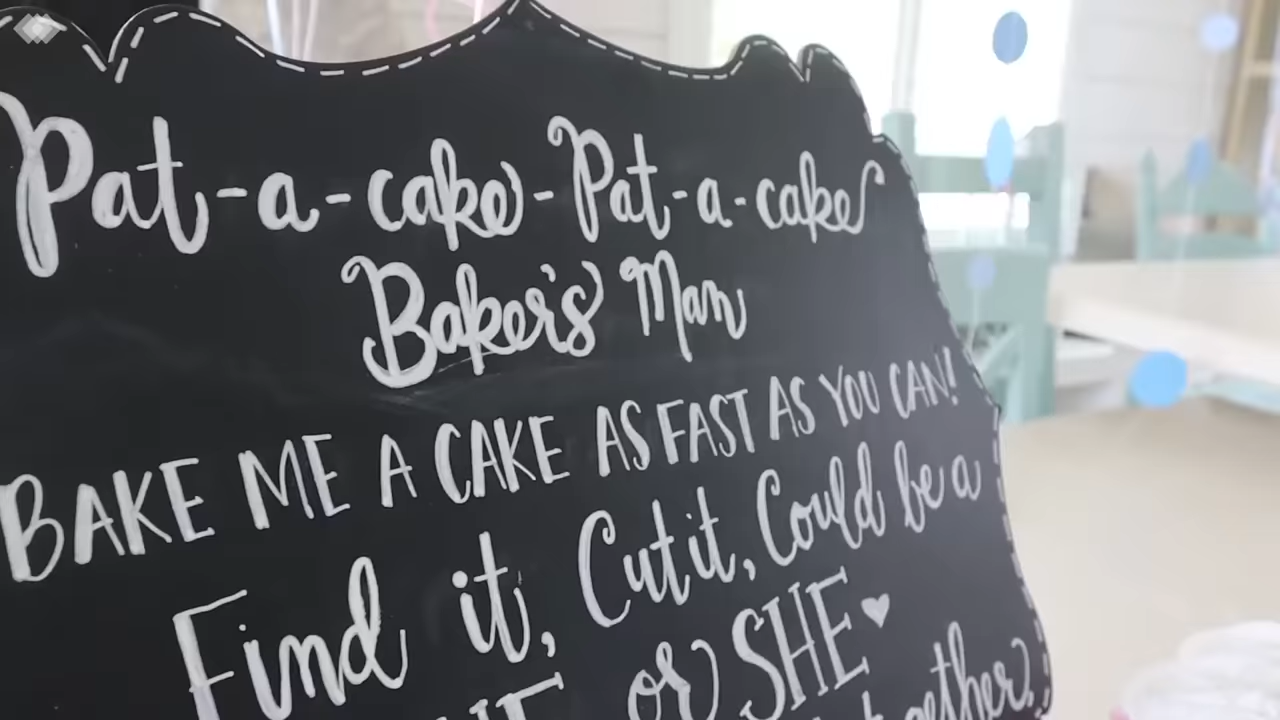 Pat-a-cake-Pat-a-cake
Baker's Man
BAKE ME A CAKE AS FAST AS YOU CAN!
Find it, Cut it, Could be a
or SHE